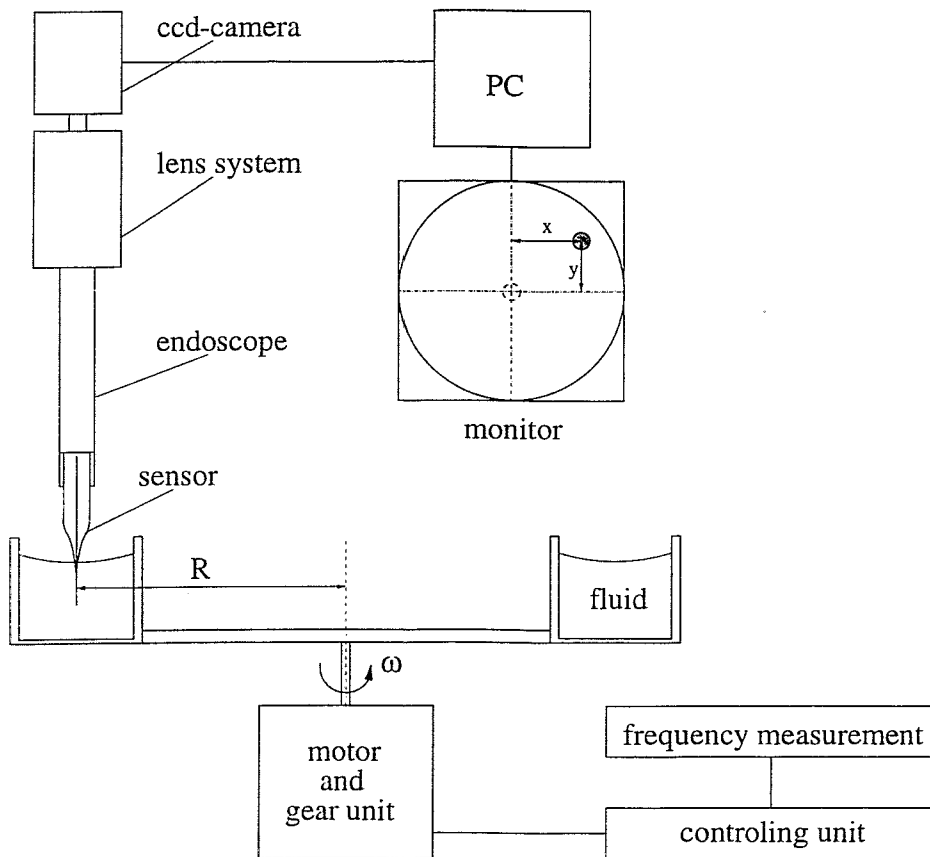 ccd-camera
PC
lens system
x
y
endoscope
monitor
sensor
R
fluid
ω
motor
and
gear unit
frequency measurement
controling unit